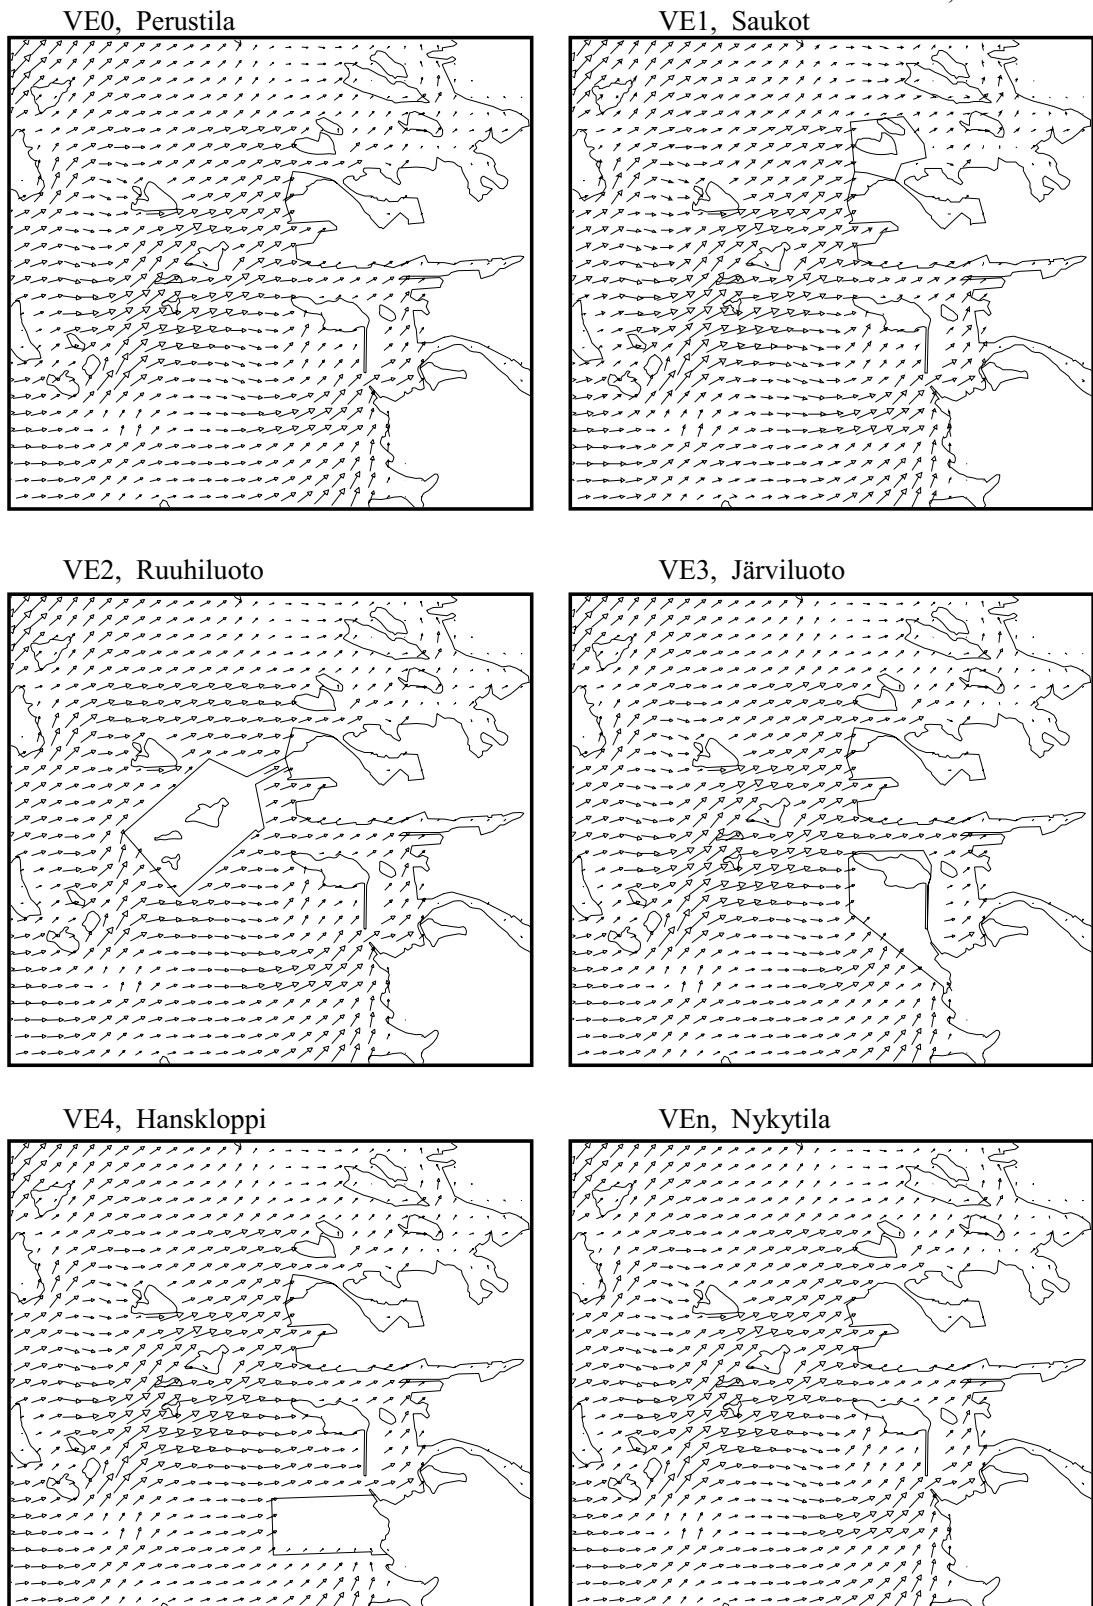 VE0, Perustila
VE1, Saukot
VE2, Ruuhiluoto
VE3, Järviluoto
VE4, Hanskloppi
VEn, Nykytila